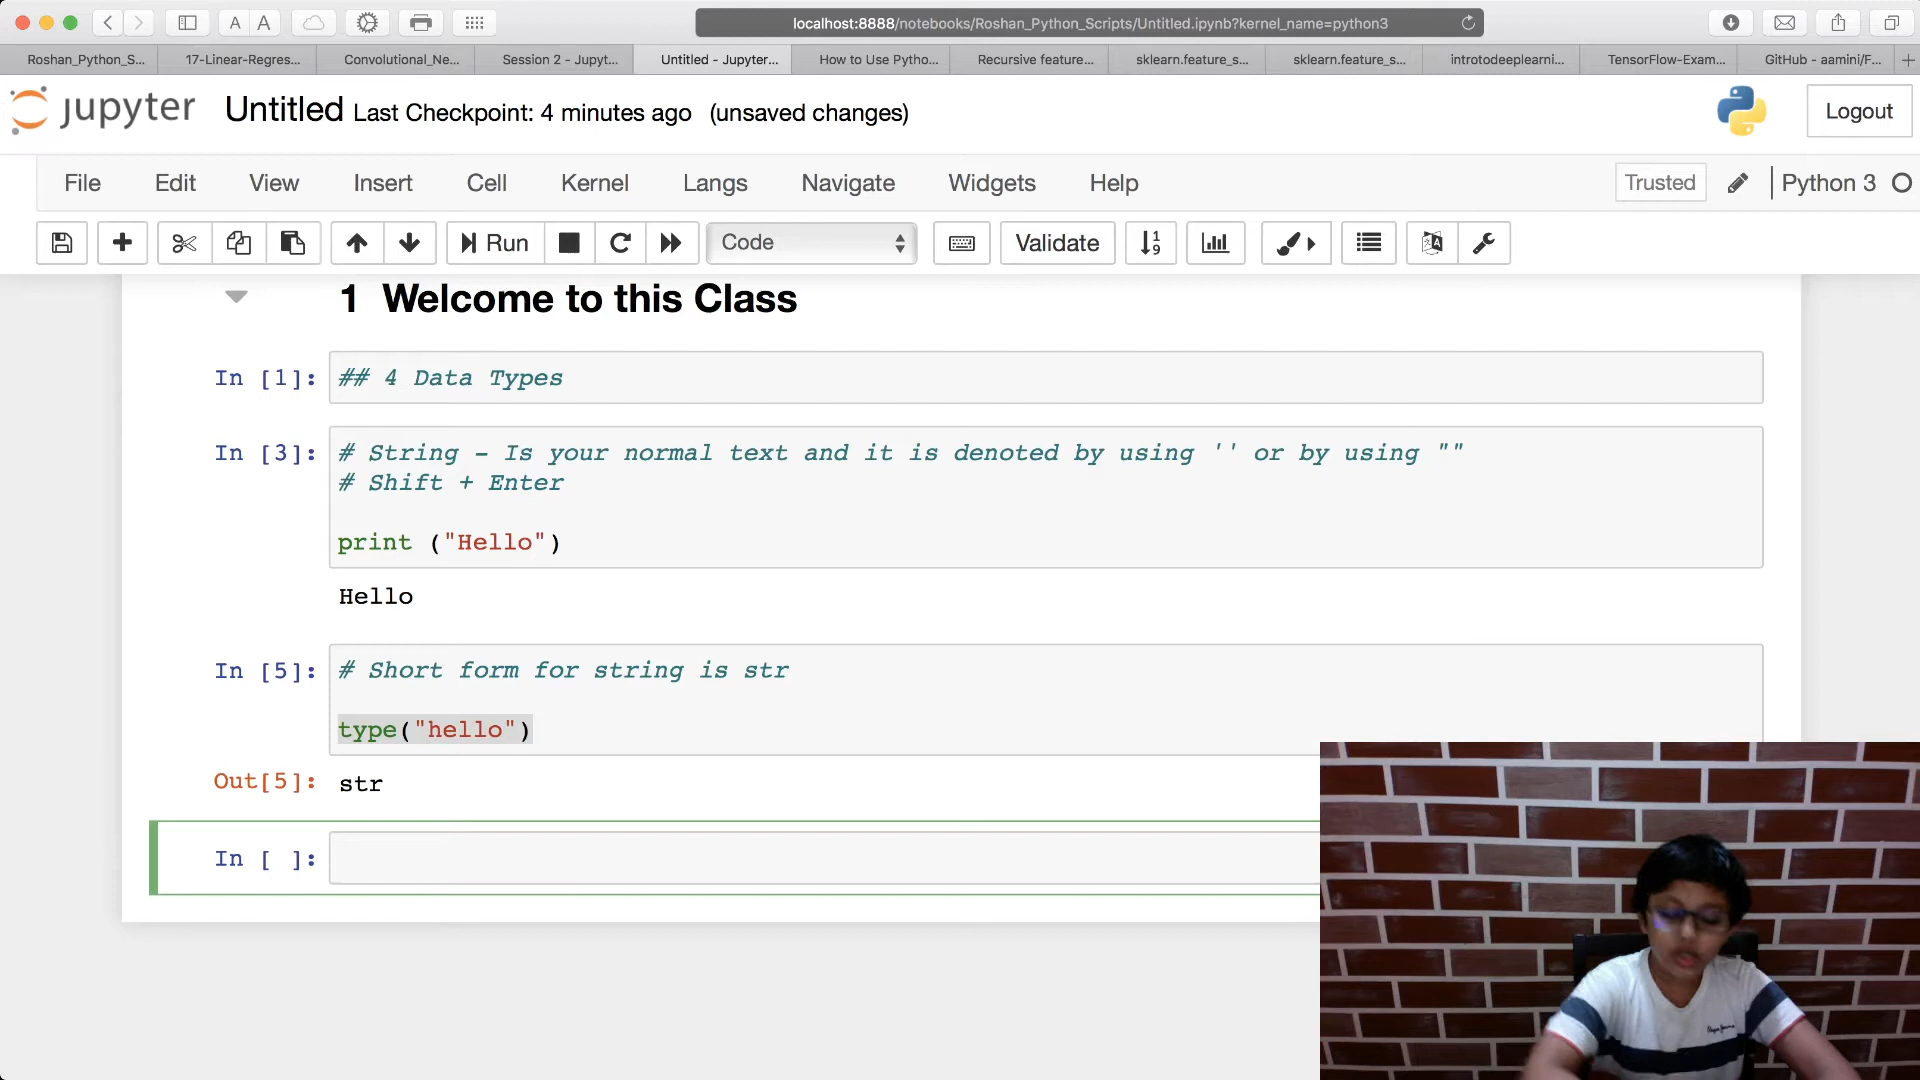 A A
localhost:8888/notebooks/Roshan_Python_Scripts/Untitled.ipynb?kernel_name=python3
Roshan_Python_S... 17-Linear-Regres... Convolutional_Ne... Session 2 - Jupyt... Untitled - Jupyter... How to Use Pytho... Recursive feature... sklearn.feature_s... sklearn.feature_s... introtodeeplearni... TensorFlow-Exam... GitHub - aamini/F...
jupyter Untitled Last Checkpoint: 4 minutes ago (unsaved changes) Logout
File Edit View Insert Cell Kernel Langs Navigate Widgets Help Trusted Python 3
Run Code Validate
1 Welcome to this Class
In [1]: ## 4 Data Types
In [3]: # String - Is your normal text and it is denoted by using '' or by using ""
# Shift + Enter
print ("Hello")
Hello
In [5]: # Short form for string is str
type("hello")
Out[5]: str
In [ ]: